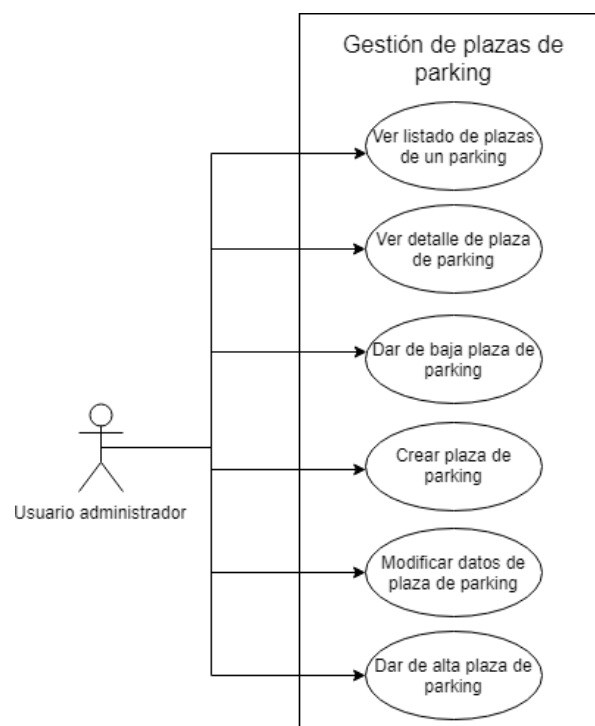 Gestión de plazas de
parking
Ver listado de plazas
de un parking
Ver detalle de plaza
de parking
Dar de baja plaza de
parking
Crear plaza de
parking
Usuario administrador
Modificar datos de
plaza de parking
Dar de alta plaza de
parking